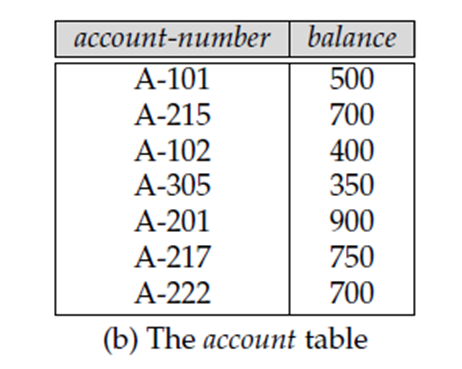 account-number balance
A-101 500
A-215 700
A-102 400
A-305 350
A-201 900
A-217 750
A-222 700
(b) The account table